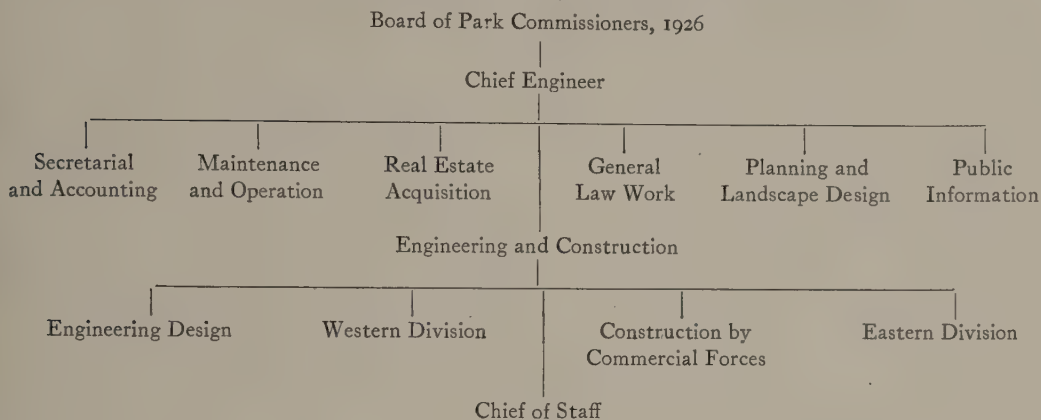 Board of Park Commissioners, 1926
Chief Engineer
Secretarial
and Accounting
Maintenance
and Operation
Real Estate
Acquisition
General
Law Work
Planning and
Landscape Design
Public
Information
Engineering and Construction
Engineering Design
Western Division
Construction by
Commercial Forces
Eastern Division
Chief of Staff